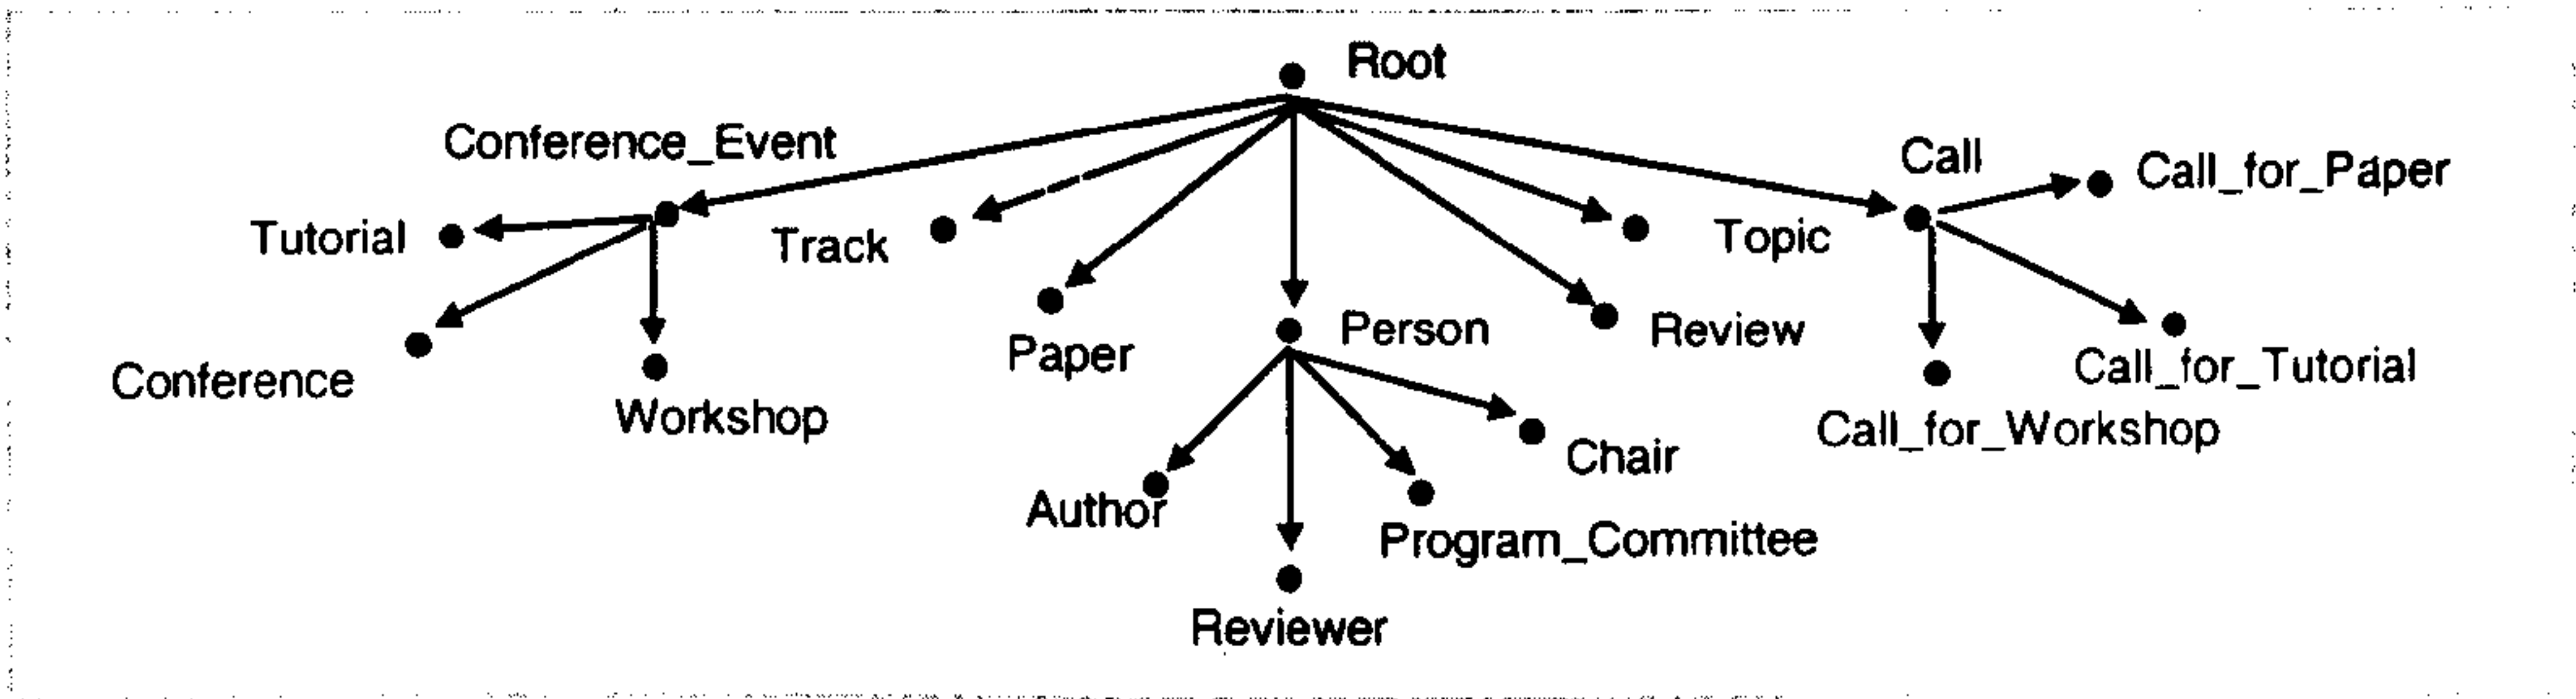 Root
Conference_Event
Call
Call_for_Paper
Tutorial
Track
Topic
Paper
Person
Review
Conference
Workshop
Call_for_Tutorial
Call_for_Workshop
Chair
Author
Program_Committee
Reviewer